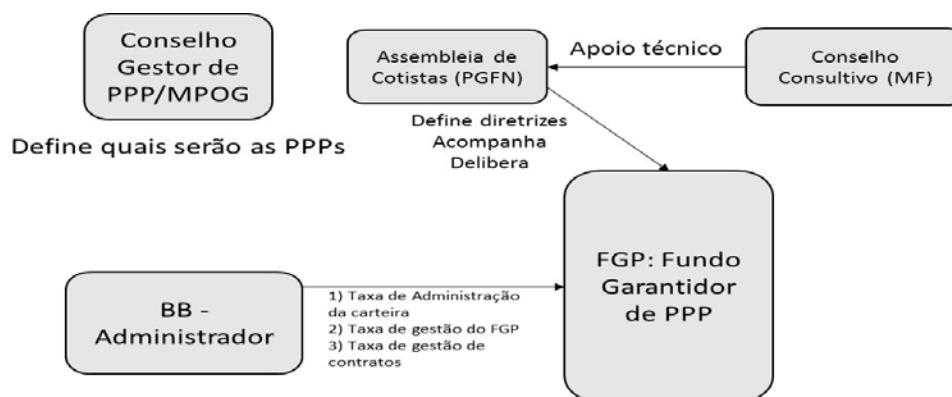 Conselho
Gestor de
PPP/MPOG
Define quais serão as PPPs
Assembleia de
Cotistas (PGFN)
Apoio técnico
Conselho
Consultivo (MF)
Define diretrizes
Acompanha
Delibera
FGP: Fundo
Garantidor
de PPP
BB -
Administrador
1) Taxa de Administração
da carteira
2) Taxa de gestão do FGP
3) Taxa de gestão de
contratos